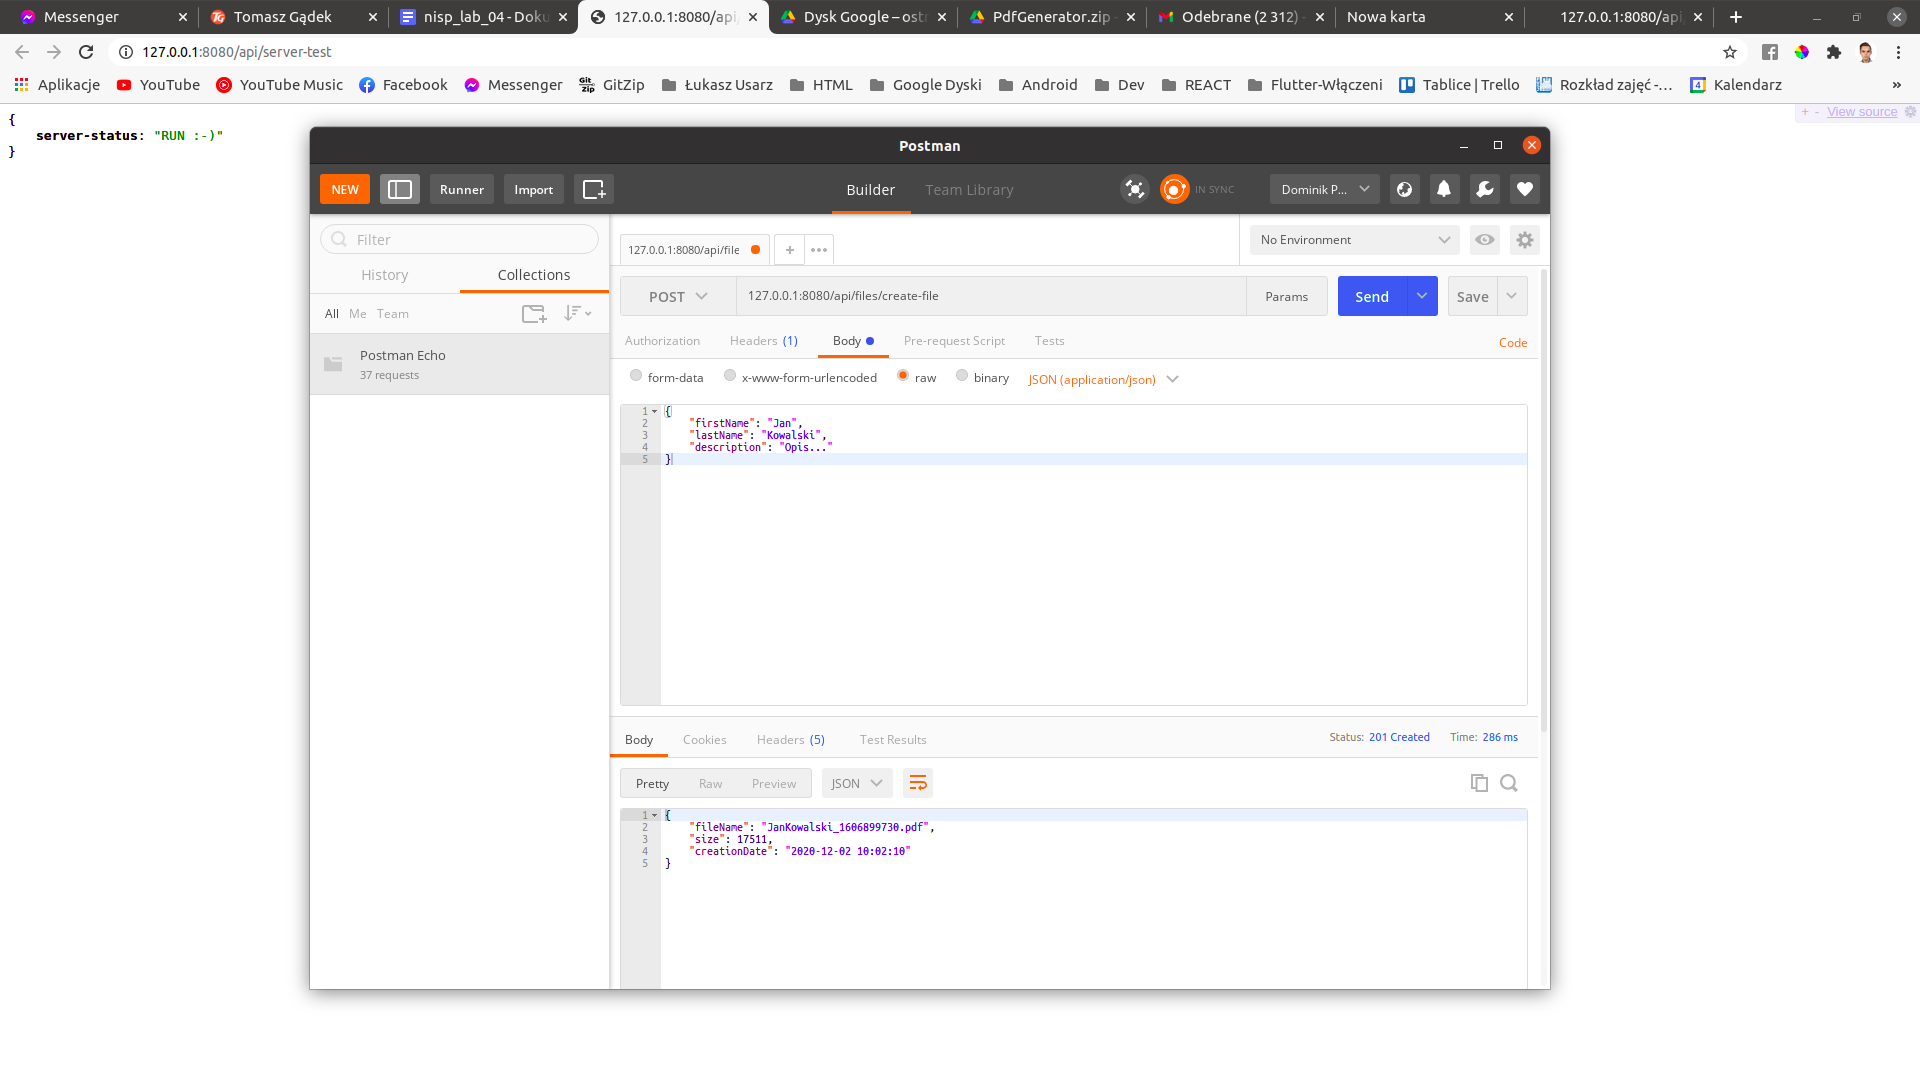 Messenger
Tomasz Gądek
nisp_lab_04 - Doku
127.0.0.1:8080/api
Dysk Google – ost
PdfGenerator.zip -
Odebrane (2 312) -
Nowa karta
127.0.0.1:8080/api
127.0.0.1:8080/api/server-test
Aplikacje
YouTube
YouTube Music
Facebook
Messenger
GitZip
Łukasz Usarz
HTML
Google Dyski
Android
Dev
REACT
Flutter-Włączeni
Tablice | Trello
Rozkład zajęć -…
Kalendarz
»
{
server-status: "RUN :-)"
}
+ - View source
Postman
NEW
Runner
Import
Builder
Team Library
IN SYNC
Dominik P...
Filter
History
Collections
All Me Team
Postman Echo
37 requests
127.0.0.1:8080/api/file
+
•••
No Environment
POST
127.0.0.1:8080/api/files/create-file
Params
Send
Save
Authorization
Headers (1)
Body
Pre-request Script
Tests
Code
form-data
x-www-form-urlencoded
raw
binary
JSON (application/json)
1 {
2 "firstName": "Jan",
3 "lastName": "Kowalski",
4 "description": "Opis..."
5 }
Body
Cookies
Headers (5)
Test Results
Status: 201 Created
Time: 286 ms
Pretty
Raw
Preview
JSON
1 {
2 "fileName": "JanKowalski_1606899730.pdf",
3 "size": 17511,
4 "creationDate": "2020-12-02 10:02:10"
5 }